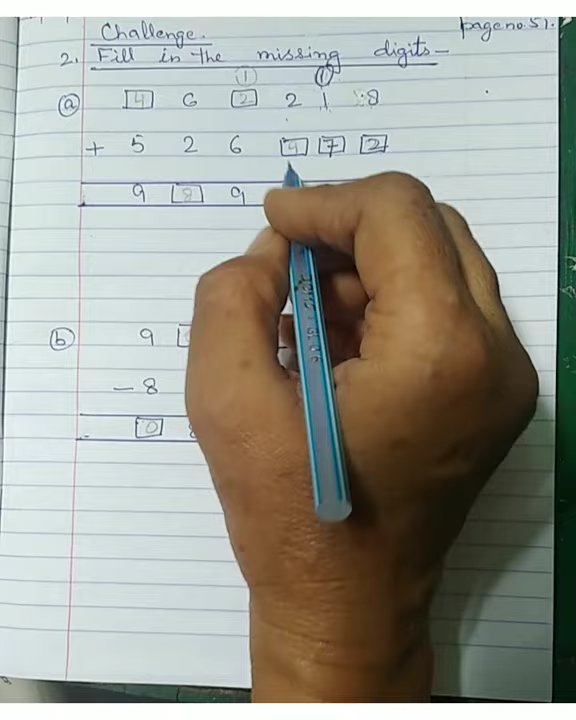 Challenge. page no. 51.
2. Fill in the missing digits—
1 1
a 4 6 2 2 1 8
+ 5 2 6 9 7 2
9 8 9
b 9
— 8
0